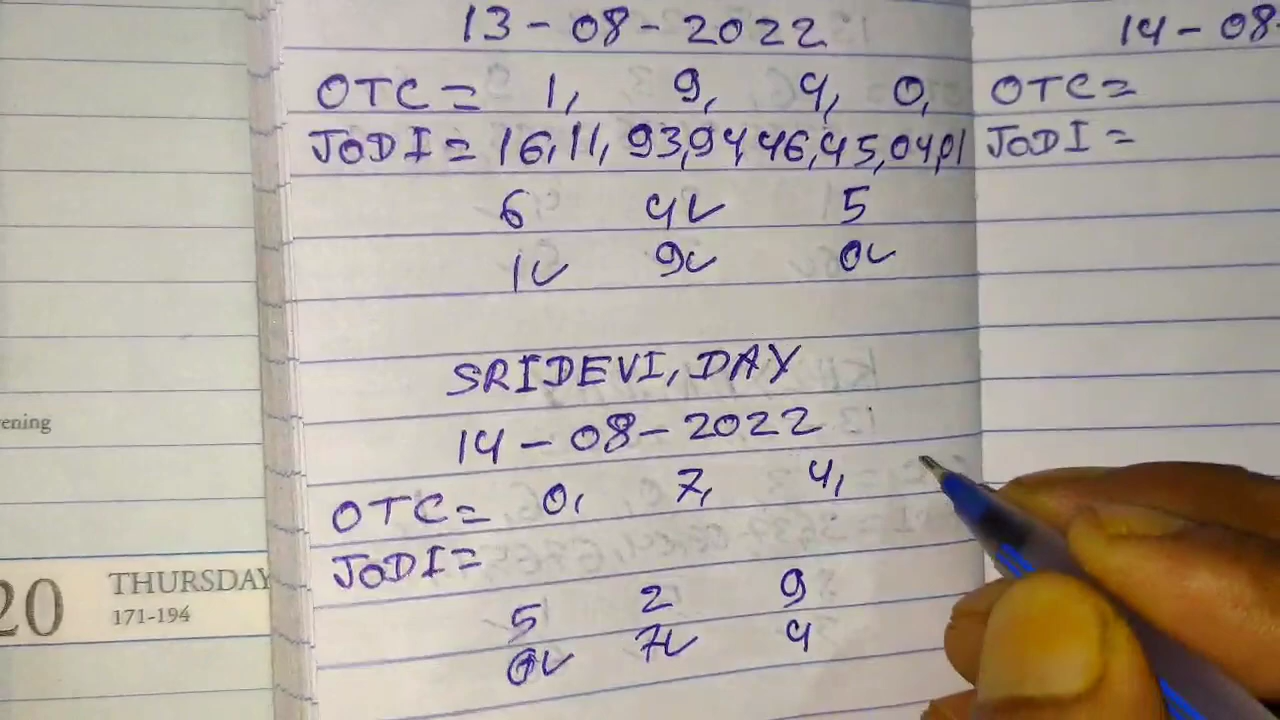 13-08-2022
OTC= 1, 9, 4, 0,
JODI= 16,11, 93,94, 46,45,04,01
6 4✓ 5
1✓ 9✓ 0✓
SRIDEVI, DAY
14-08-2022
OTC= 0, 7, 4,
JODI=
5 2 9
0✓ 7✓ 4
14-08-
OTC=
JODI=
ening
20 THURSDAY
171-194